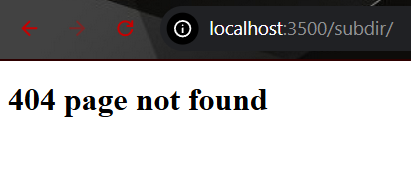 localhost:3500/subdir/
404 page not found